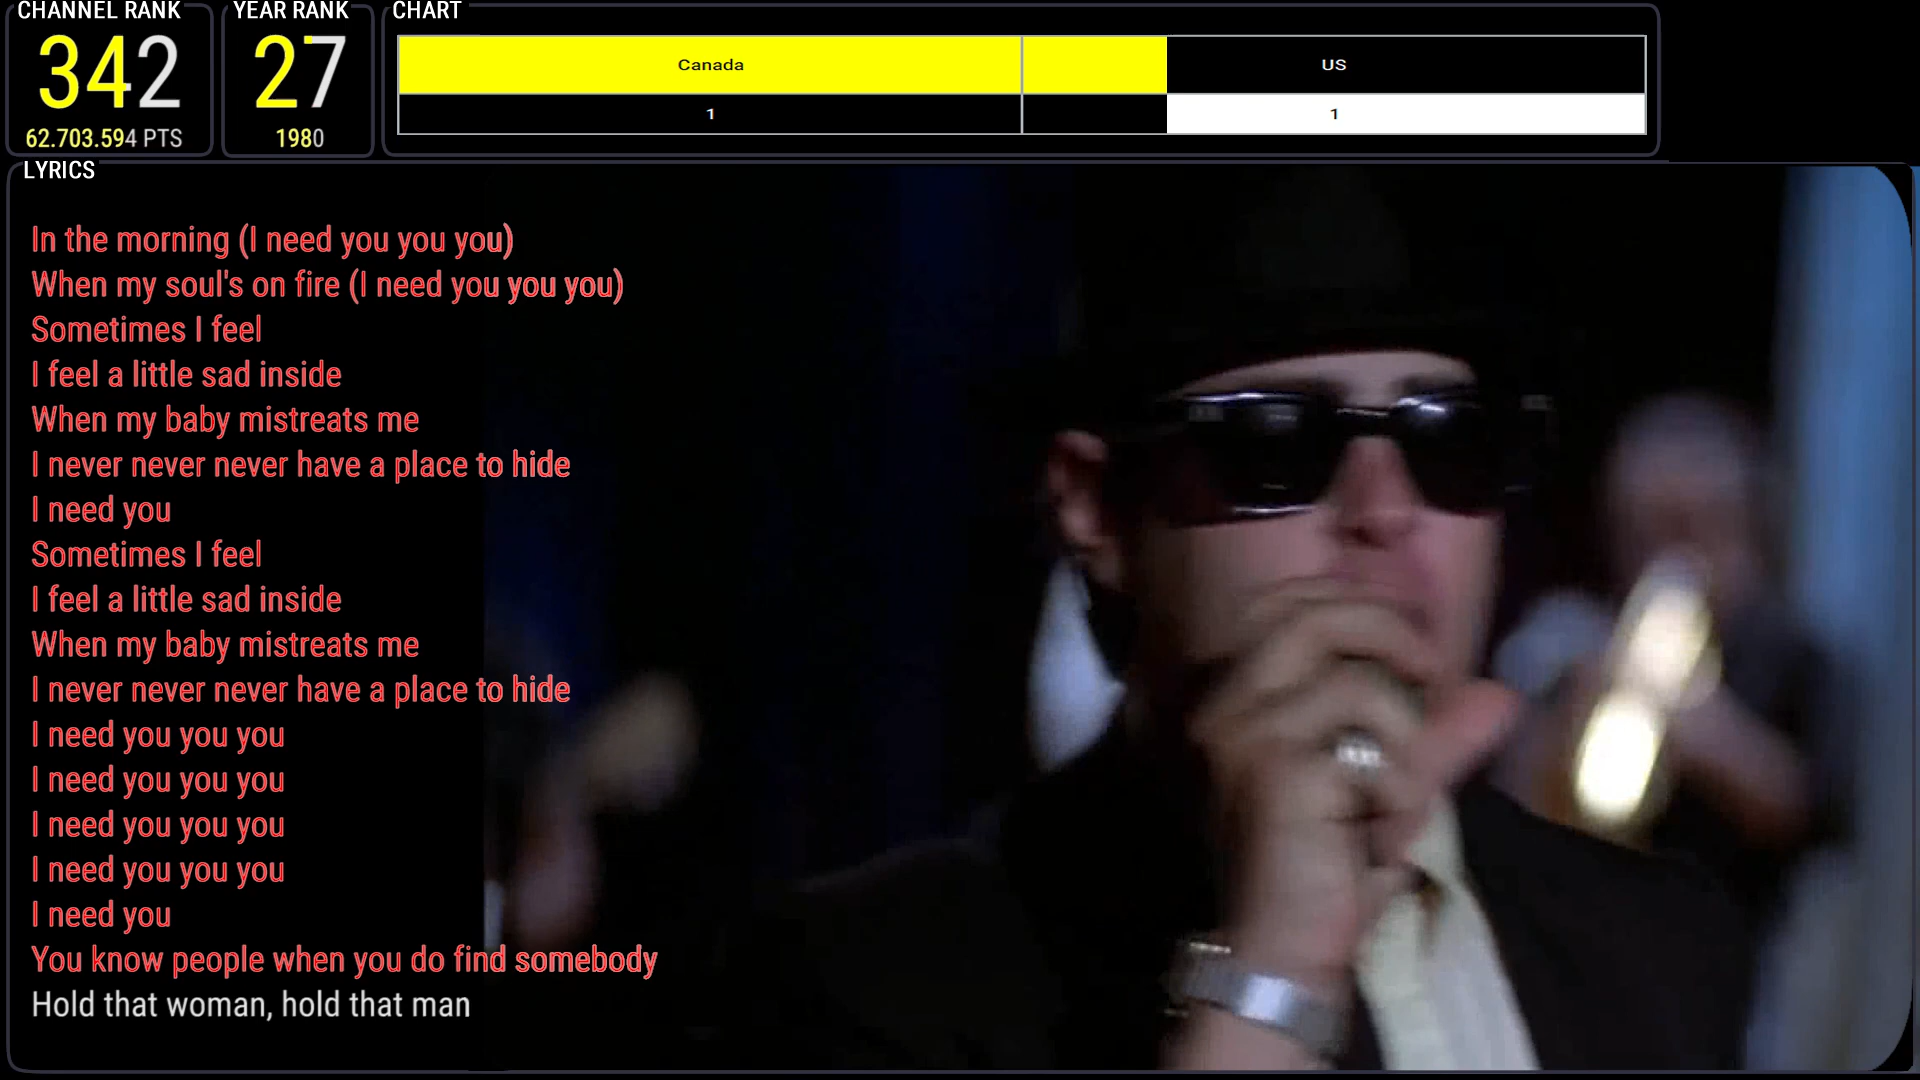 CHANNEL RANK
342
62.703.594 PTS
YEAR RANK
27
1980
CHART
Canada US
1 1
LYRICS
In the morning (I need you you you)
When my soul's on fire (I need you you you)
Sometimes I feel
I feel a little sad inside
When my baby mistreats me
I never never never have a place to hide
I need you
Sometimes I feel
I feel a little sad inside
When my baby mistreats me
I never never never have a place to hide
I need you you you
I need you you you
I need you you you
I need you you you
I need you
You know people when you do find somebody
Hold that woman, hold that man